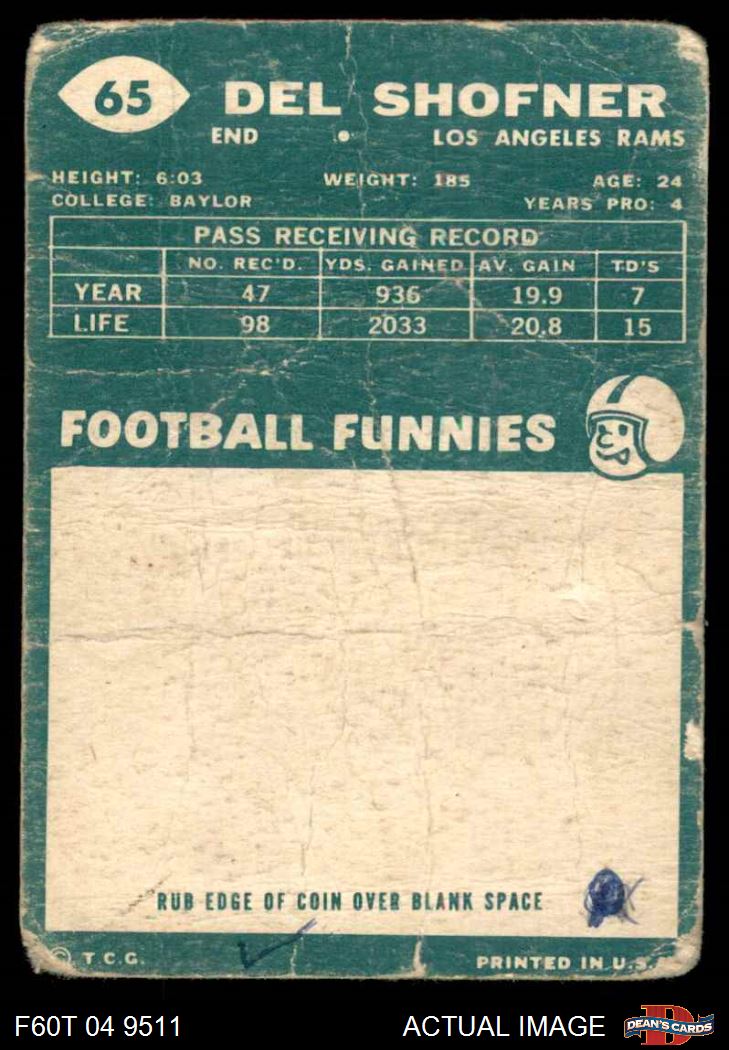 65 DEL SHOFNER
END • LOS ANGELES RAMS
HEIGHT: 6:03 WEIGHT: 185 AGE: 24
COLLEGE: BAYLOR YEARS PRO: 4
PASS RECEIVING RECORD
NO. REC'D. YDS. GAINED AV. GAIN TD'S
YEAR 47 936 19.9 7
LIFE 98 2033 20.8 15
FOOTBALL FUNNIES
RUB EDGE OF COIN OVER BLANK SPACE
© T.C.G. PRINTED IN U.S.A
F60T 04 9511 ACTUAL IMAGE DEAN'S CARDS